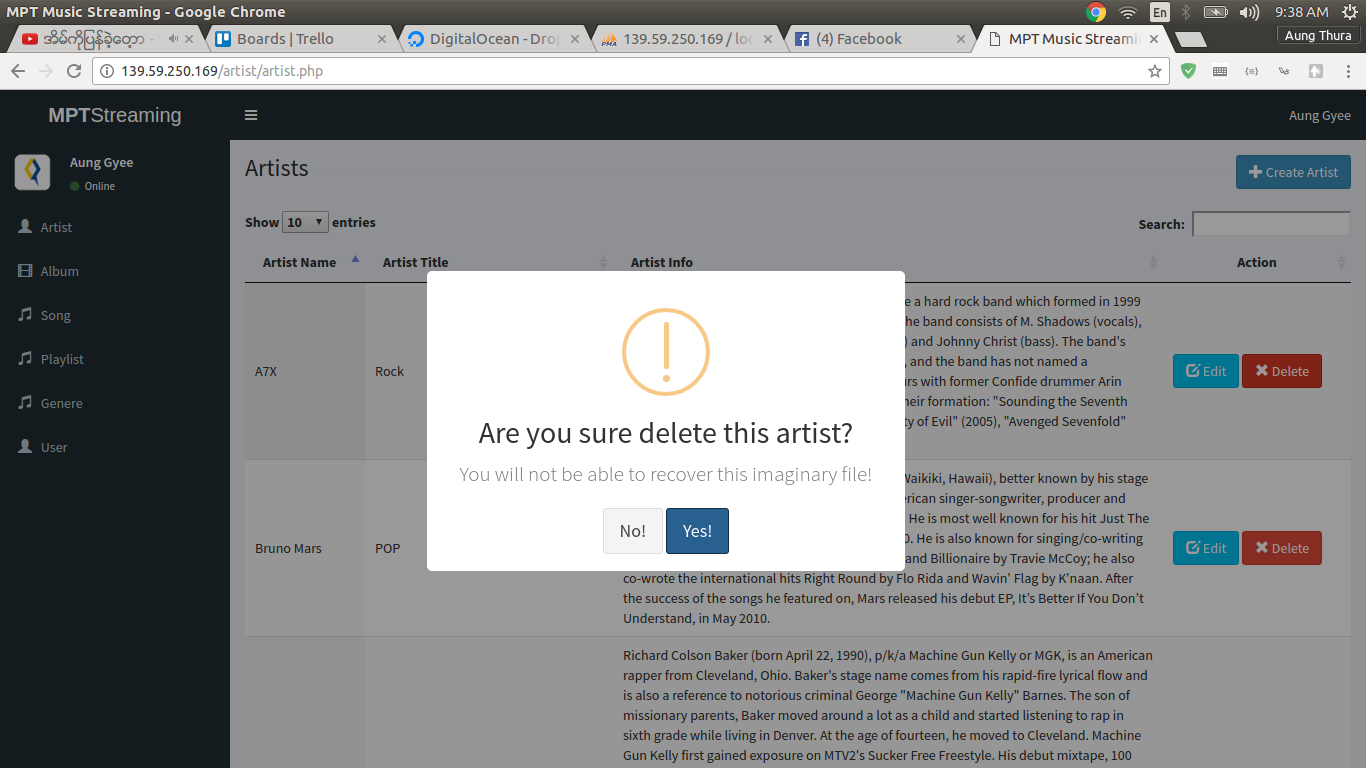 MPT Music Streaming - Google Chrome
En
9:38 AM
အိမ်ကိုပြန်ခဲ့တော့ -
Boards | Trello
DigitalOcean - Drop
139.59.250.169 / loc
(4) Facebook
MPT Music Streami
Aung Thura
139.59.250.169/artist/artist.php
MPTStreaming
Aung Gyee
Aung Gyee
Online
Artist
Album
Song
Playlist
Genere
User
Artists
Create Artist
Show 10 entries
Search:
Artist Name Artist Title Artist Info Action
e a hard rock band which formed in 1999
he band consists of M. Shadows (vocals),
) and Johnny Christ (bass). The band's
, and the band has not named a
A7X Rock Edit Delete
urs with former Confide drummer Arin
heir formation: "Sounding the Seventh
ty of Evil" (2005), "Avenged Sevenfold"
Are you sure delete this artist?
You will not be able to recover this imaginary file!
No! Yes!
Waikiki, Hawaii), better known by his stage
erican singer-songwriter, producer and
He is most well known for his hit Just The
0. He is also known for singing/co-writing
Bruno Mars POP Edit Delete
and Billionaire by Travie McCoy; he also
co-wrote the international hits Right Round by Flo Rida and Wavin' Flag by K'naan. After
the success of the songs he featured on, Mars released his debut EP, It's Better If You Don't
Understand, in May 2010.
Richard Colson Baker (born April 22, 1990), p/k/a Machine Gun Kelly or MGK, is an American
rapper from Cleveland, Ohio. Baker's stage name comes from his rapid-fire lyrical flow and
is also a reference to notorious criminal George "Machine Gun Kelly" Barnes. The son of
missionary parents, Baker moved around a lot as a child and started listening to rap in
sixth grade while living in Denver. At the age of fourteen, he moved to Cleveland. Machine
Gun Kelly first gained exposure on MTV2's Sucker Free Freestyle. His debut mixtape, 100